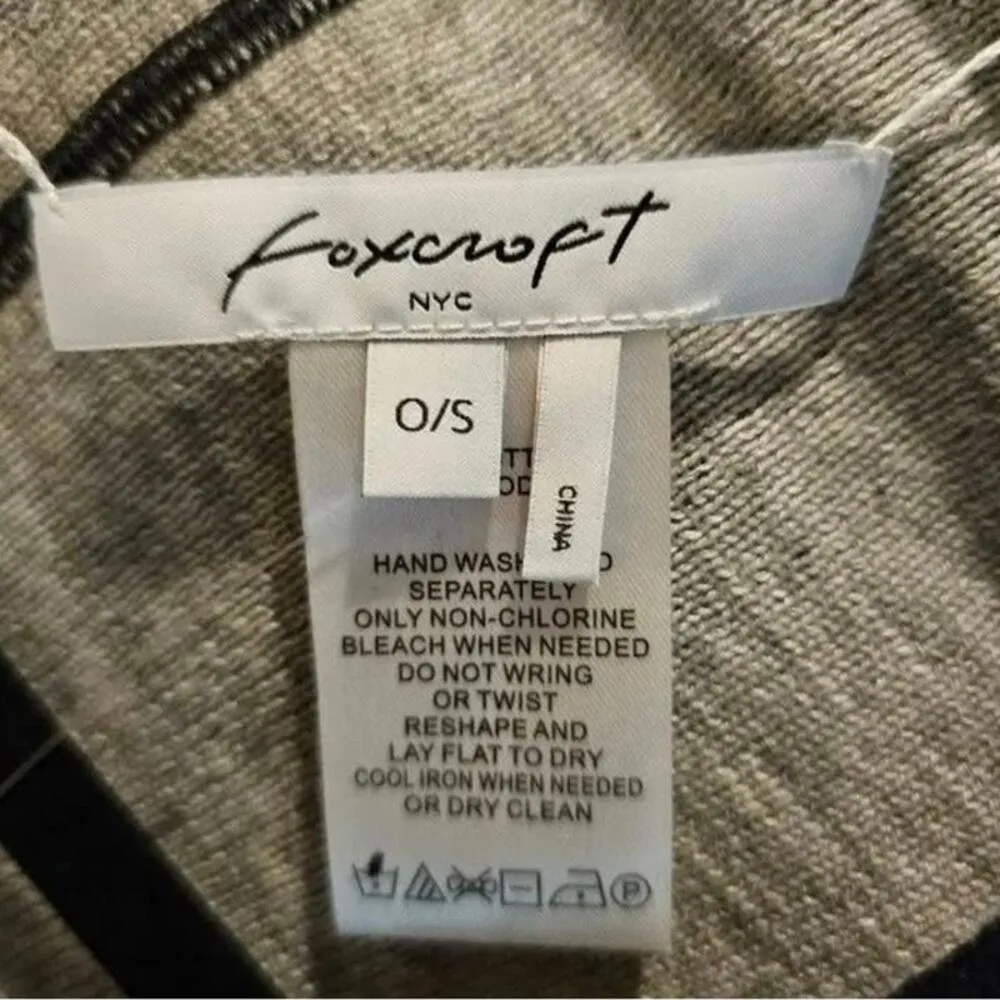 Foxcroft
NYC
O/S
CHINA
HAND WASH
SEPARATELY
ONLY NON-CHLORINE
BLEACH WHEN NEEDED
DO NOT WRING
OR TWIST
RESHAPE AND
LAY FLAT TO DRY
COOL IRON WHEN NEEDED
OR DRY CLEAN
P